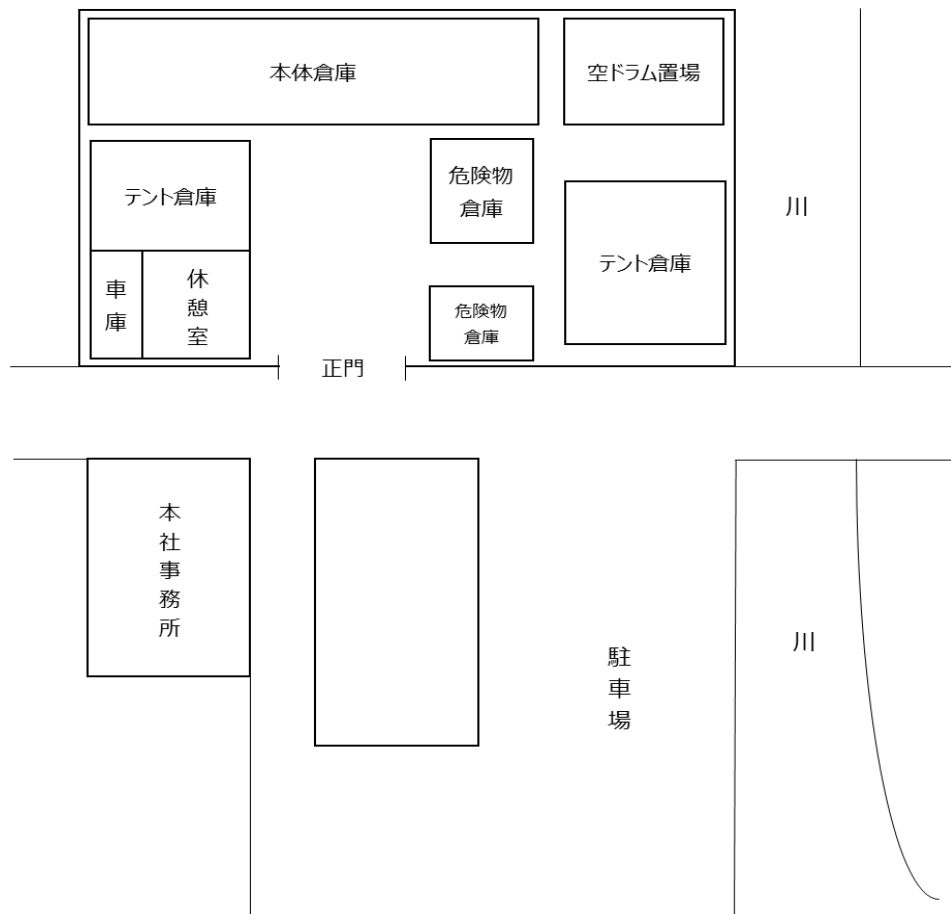 本体倉庫
空ドラム置場
テント倉庫
危険物
倉庫
川
テント倉庫
車庫
休憩室
危険物
倉庫
正門
本社事務所
駐車場
川